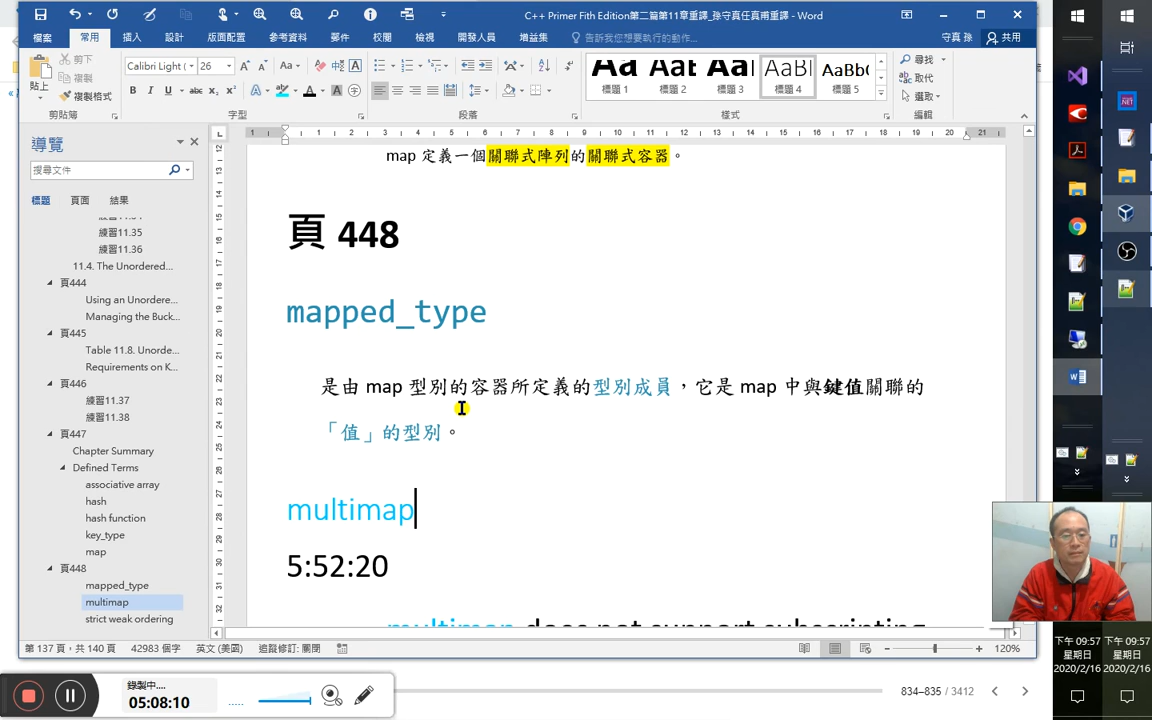 C++ Primer Fith Edition第二篇第11章重譯_孫守真任真甫重譯 - Word
檔案 常用 插入 設計 版面配置 參考資料 郵件 校閱 檢視 開發人員 增益集 告訴我您想要執行的動作... 守真 孫 共用
貼上 剪下 複製 複製格式
Calibri Light ( 26
標題 1 標題 2 標題 3 標題 4 標題 5
尋找 取代 選取
剪貼簿 字型 段落 樣式 編輯
導覽
搜尋文件
標題 頁面 結果
練習11.35
練習11.36
11.4. The Unordered...
頁444
Using an Unordere...
Managing the Buck...
頁445
Table 11.8. Unorde...
Requirements on K...
頁446
練習11.37
練習11.38
頁447
Chapter Summary
Defined Terms
associative array
hash
hash function
key_type
map
頁448
mapped_type
multimap
strict weak ordering
map 定義一個關聯式陣列的關聯式容器。
頁 448
mapped_type
是由 map 型別的容器所定義的型別成員，它是 map 中與鍵值關聯的
「值」的型別。
multimap
5:52:20
multimap does not support subscripting
第 137 頁，共 140 頁 42983 個字 英文 (美國) 追蹤修訂: 關閉 120%
錄製中....
05:08:10
834–835 / 3412
下午 09:57 下午 09:57
星期日 星期日
2020/2/16 2020/2/16